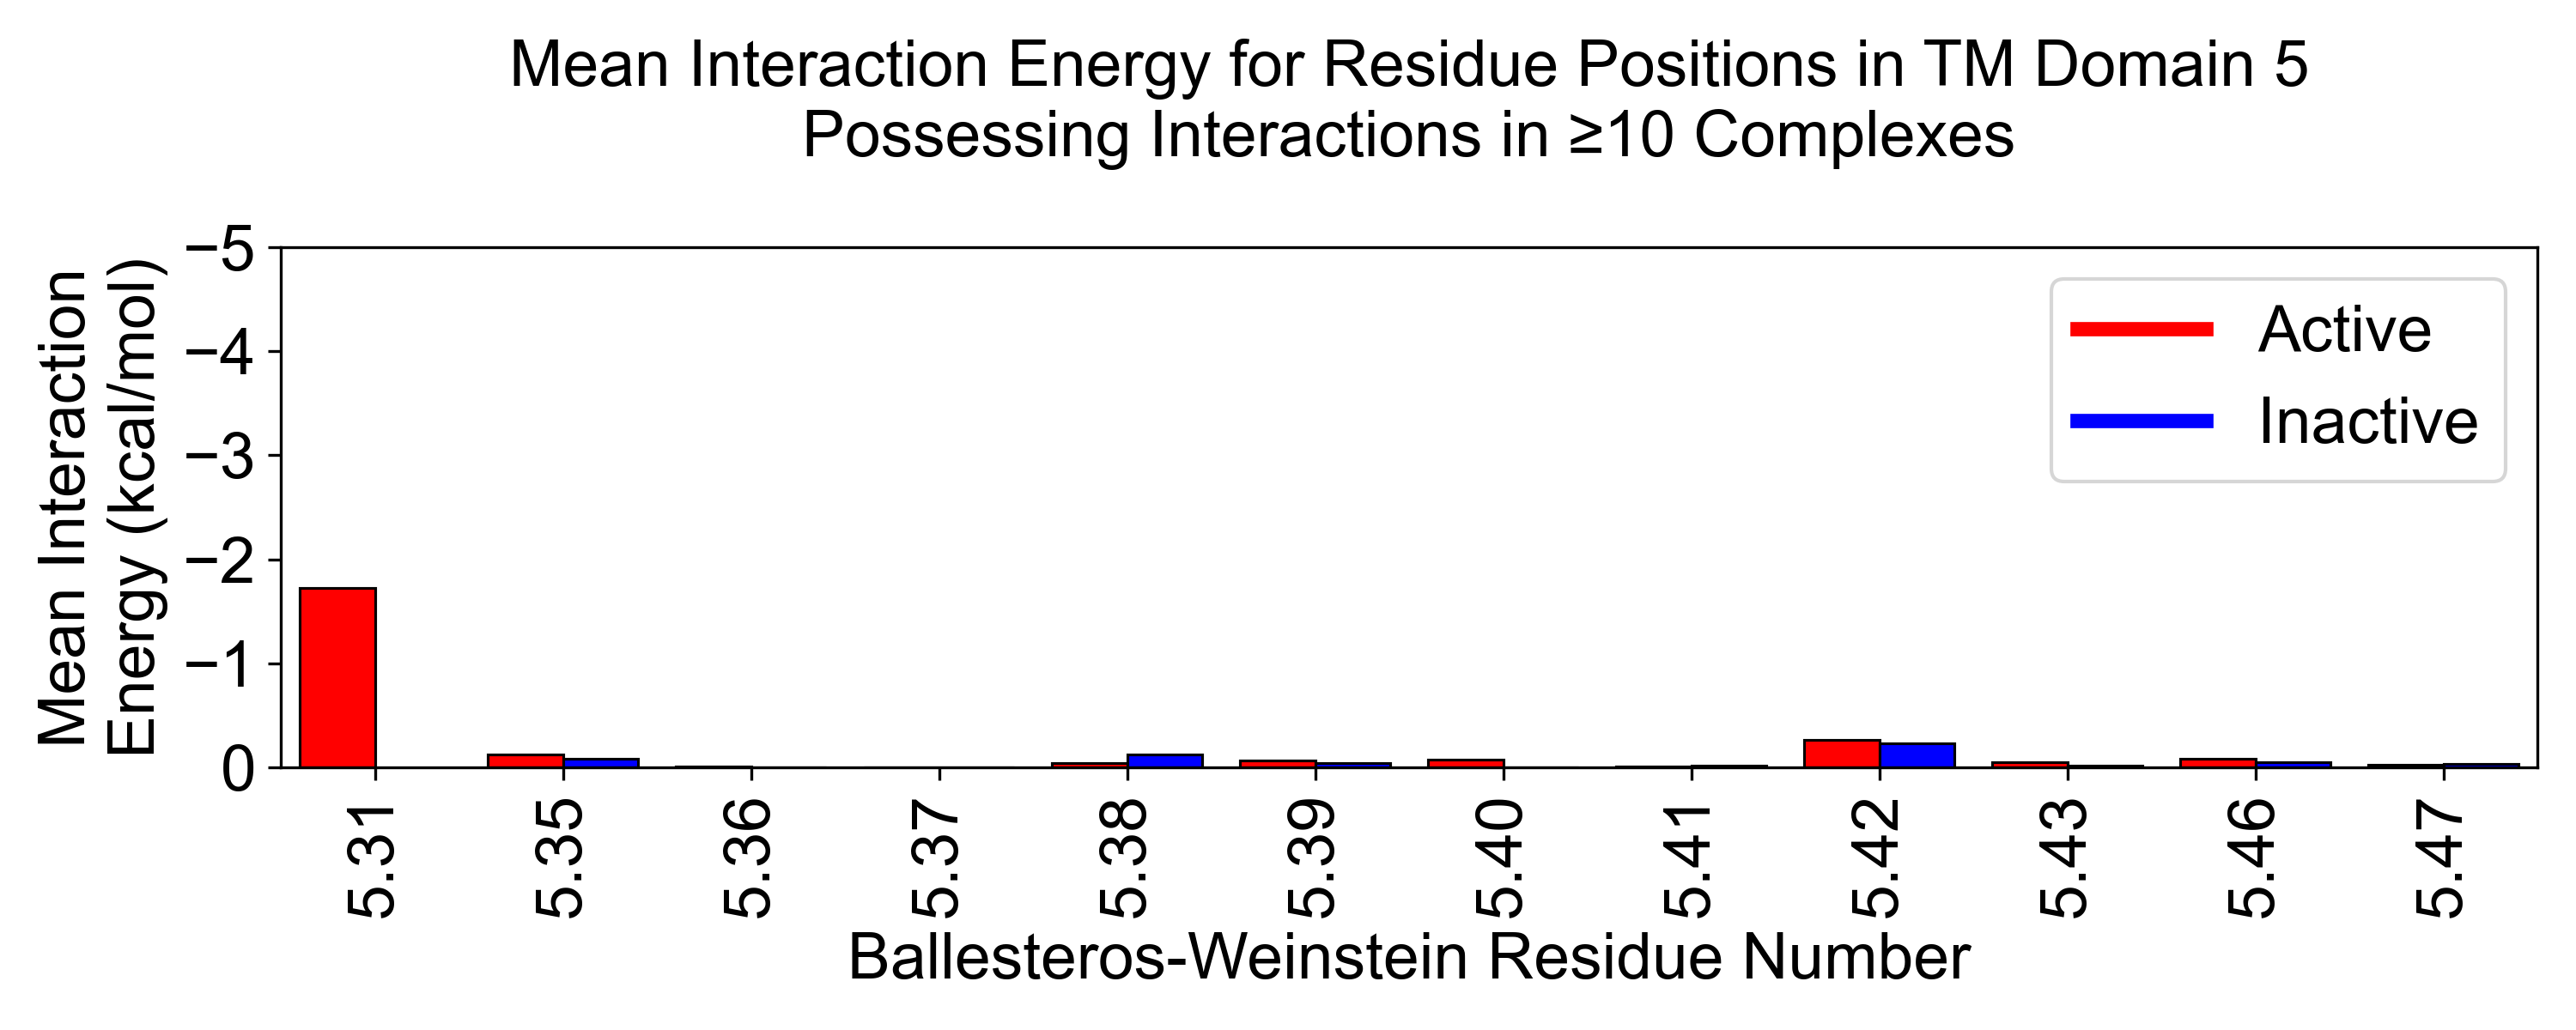 Mean Interaction Energy for Residue Positions in TM Domain 5
Possessing Interactions in ≥10 Complexes
Mean Interaction
Energy (kcal/mol)
−5
−4
−3
−2
−1
0
Active
Inactive
5.31
5.35
5.36
5.37
5.38
5.39
5.40
5.41
5.42
5.43
5.46
5.47
Ballesteros-Weinstein Residue Number